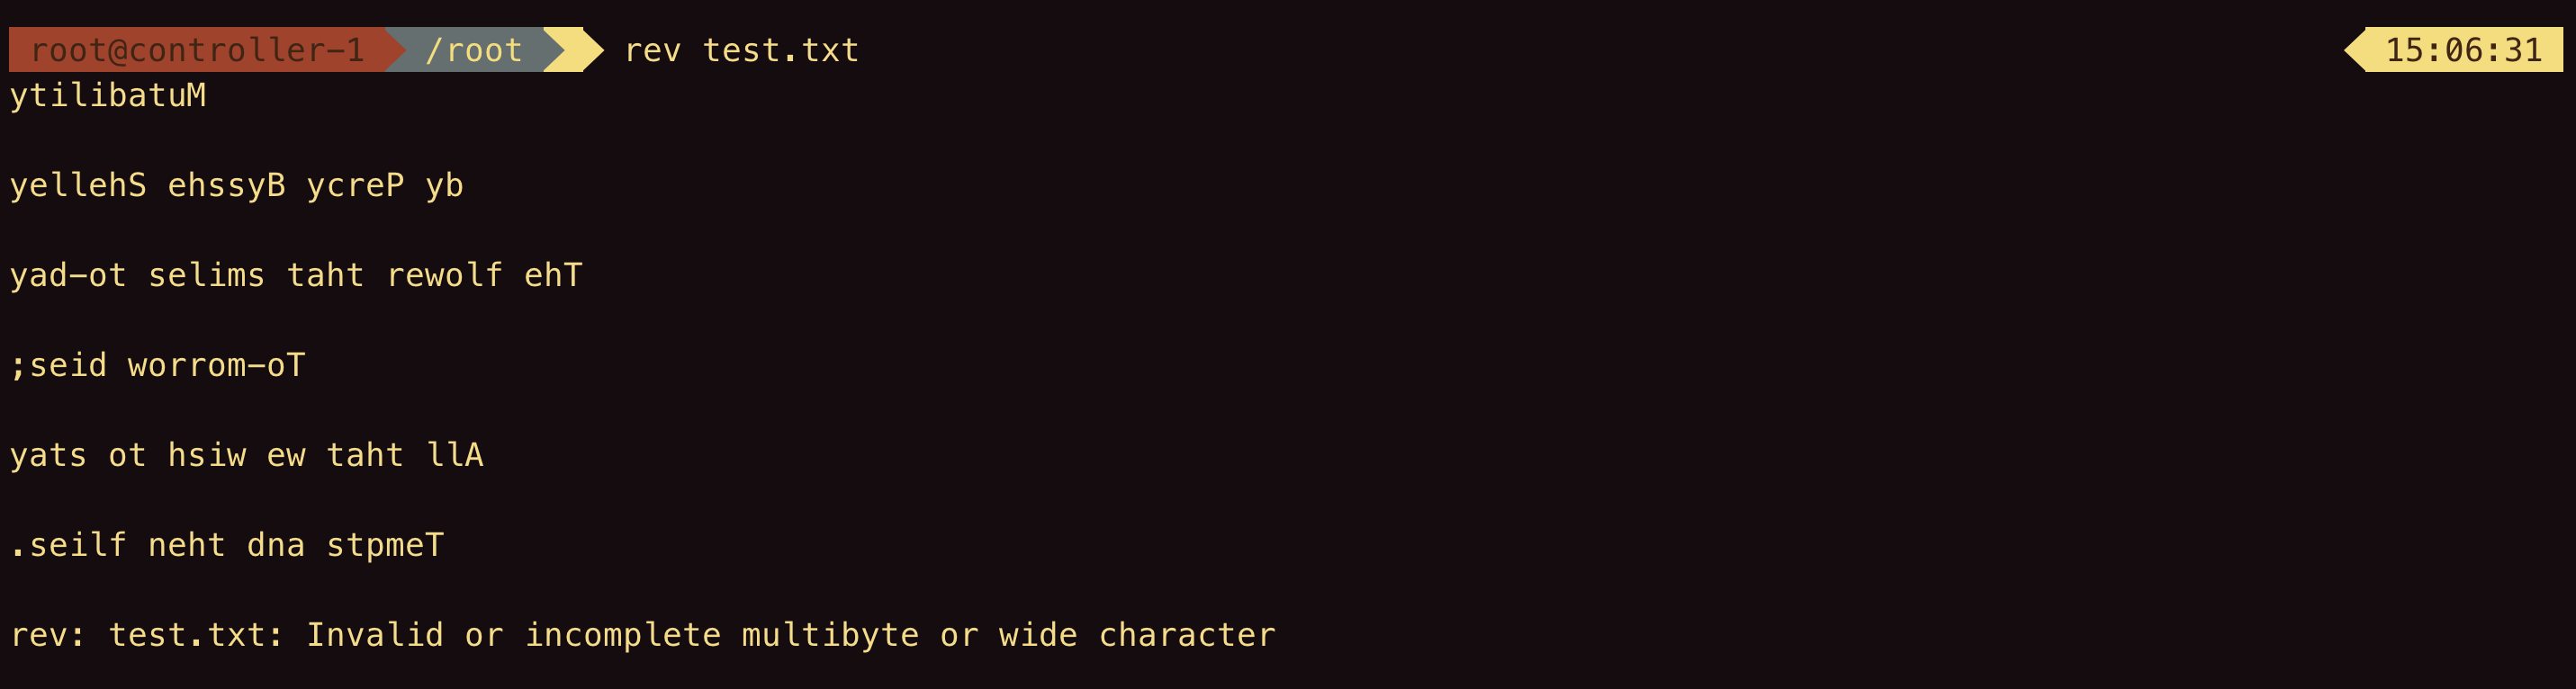 root@controller-1 /root rev test.txt 15:06:31
ytilibatuM
yellehS ehssyB ycreP yb
yad-ot selims taht rewolf ehT
;seid worrom-oT
yats ot hsiw ew taht llA
.seilf neht dna stpmeT
rev: test.txt: Invalid or incomplete multibyte or wide character